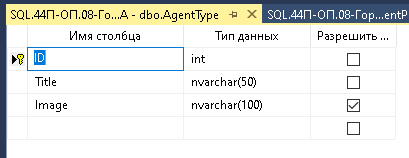 SQL.44П-ОП.08-Го...A - dbo.AgentType
SQL.44П-ОП.08-Гор...entP
Имя столбца Тип данных Разрешить ...
ID int
Title nvarchar(50)
Image nvarchar(100)